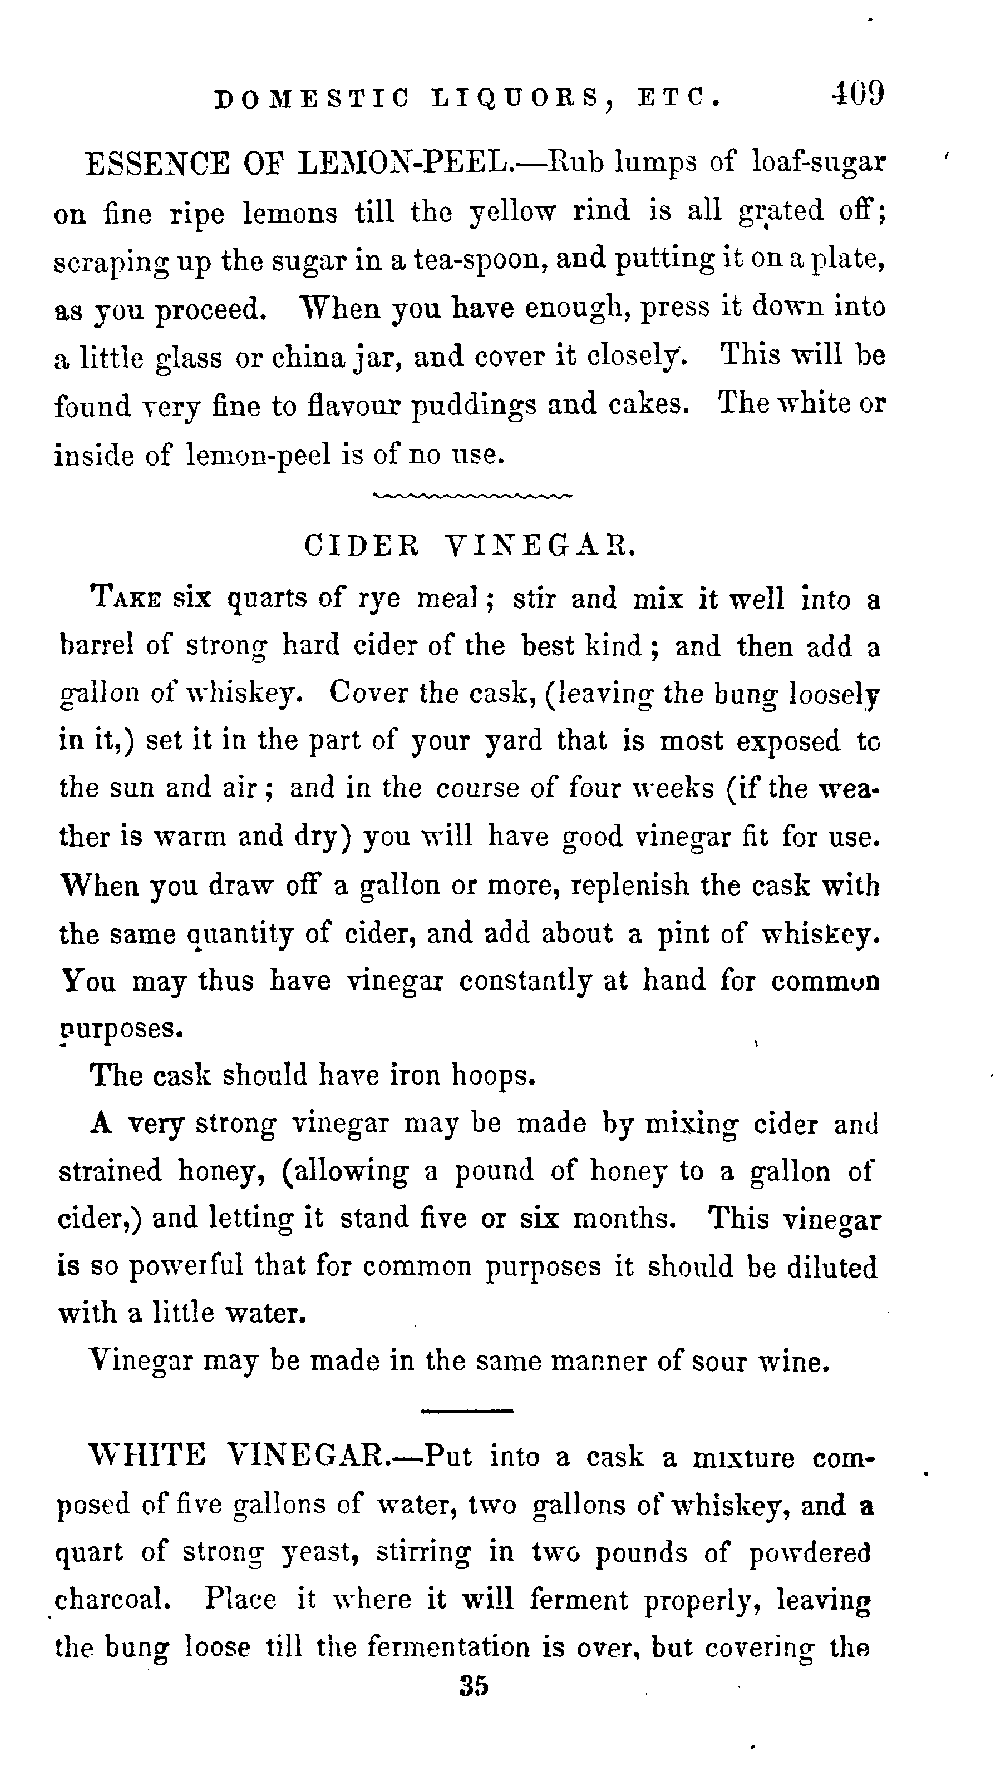 DOMESTIC LIQUORS, ETC. 409
ESSENCE OF LEMON-PEEL.—Rub lumps of loaf-sugar
on fine ripe lemons till the yellow rind is all grated off;
scraping up the sugar in a tea-spoon, and putting it on a plate,
as you proceed. When you have enough, press it down into
a little glass or china jar, and cover it closely. This will be
found very fine to flavour puddings and cakes. The white or
inside of lemon-peel is of no use.
CIDER VINEGAR.
TAKE six quarts of rye meal; stir and mix it well into a
barrel of strong hard cider of the best kind; and then add a
gallon of whiskey. Cover the cask, (leaving the bung loosely
in it,) set it in the part of your yard that is most exposed to
the sun and air; and in the course of four weeks (if the wea-
ther is warm and dry) you will have good vinegar fit for use.
When you draw off a gallon or more, replenish the cask with
the same quantity of cider, and add about a pint of whiskey.
You may thus have vinegar constantly at hand for common
purposes.
The cask should have iron hoops.
A very strong vinegar may be made by mixing cider and
strained honey, (allowing a pound of honey to a gallon of
cider,) and letting it stand five or six months. This vinegar
is so powerful that for common purposes it should be diluted
with a little water.
Vinegar may be made in the same manner of sour wine.
WHITE VINEGAR.—Put into a cask a mixture com-
posed of five gallons of water, two gallons of whiskey, and a
quart of strong yeast, stirring in two pounds of powdered
charcoal. Place it where it will ferment properly, leaving
the bung loose till the fermentation is over, but covering the
35